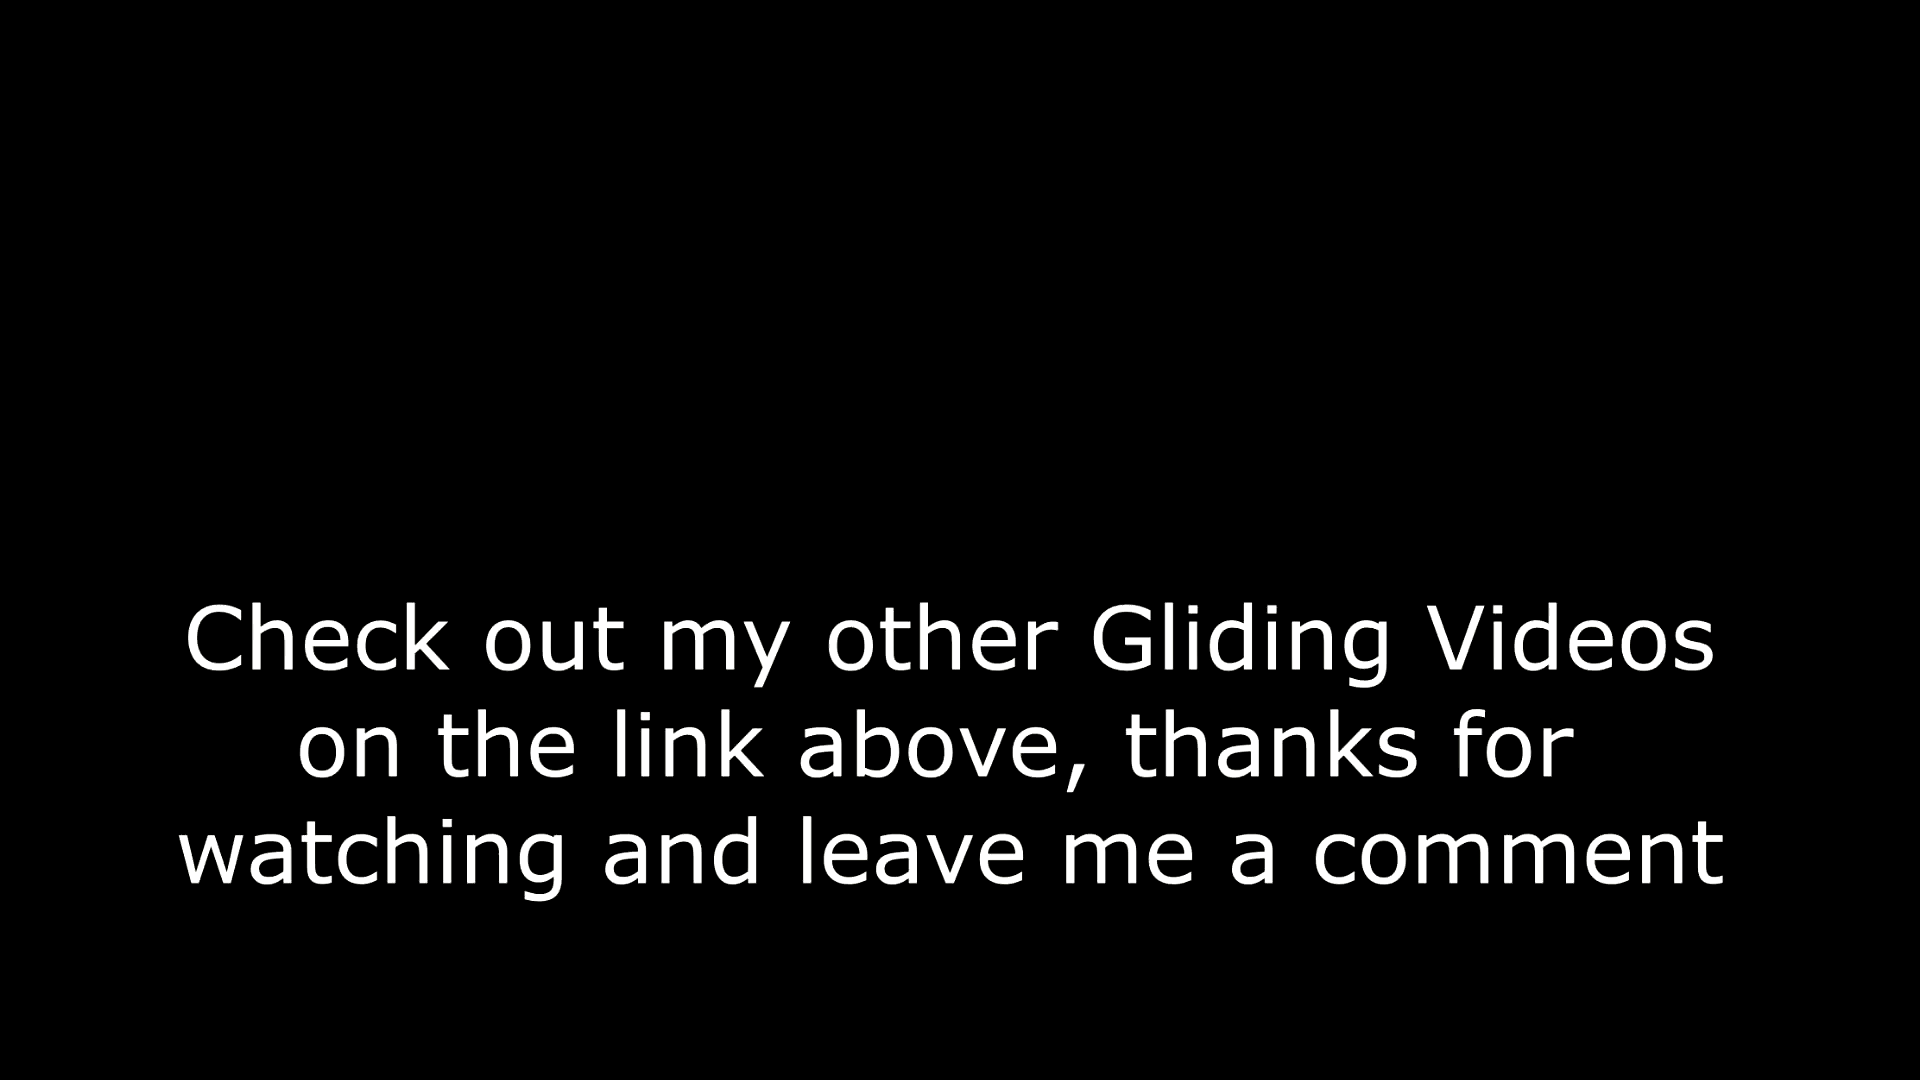 Check out my other Gliding Videos
on the link above, thanks for
watching and leave me a comment